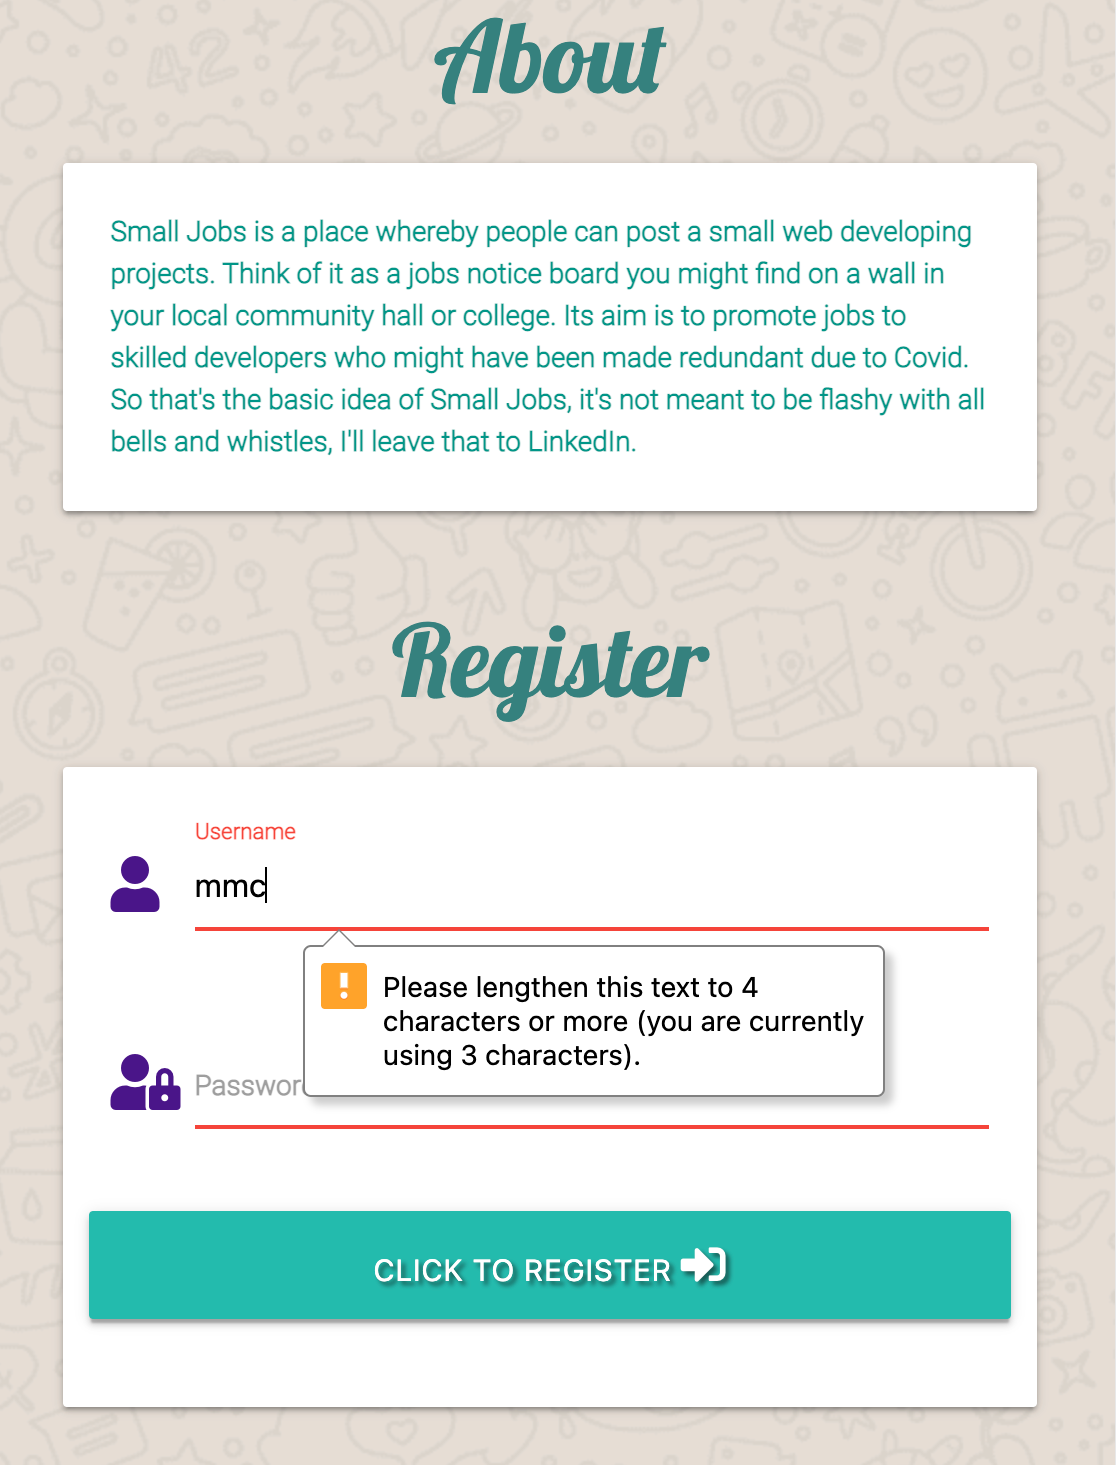 About
Small Jobs is a place whereby people can post a small web developing
projects. Think of it as a jobs notice board you might find on a wall in
your local community hall or college. Its aim is to promote jobs to
skilled developers who might have been made redundant due to Covid.
So that's the basic idea of Small Jobs, it's not meant to be flashy with all
bells and whistles, I'll leave that to LinkedIn.
Register
Username
mmc
Please lengthen this text to 4
characters or more (you are currently
using 3 characters).
Passwor
CLICK TO REGISTER